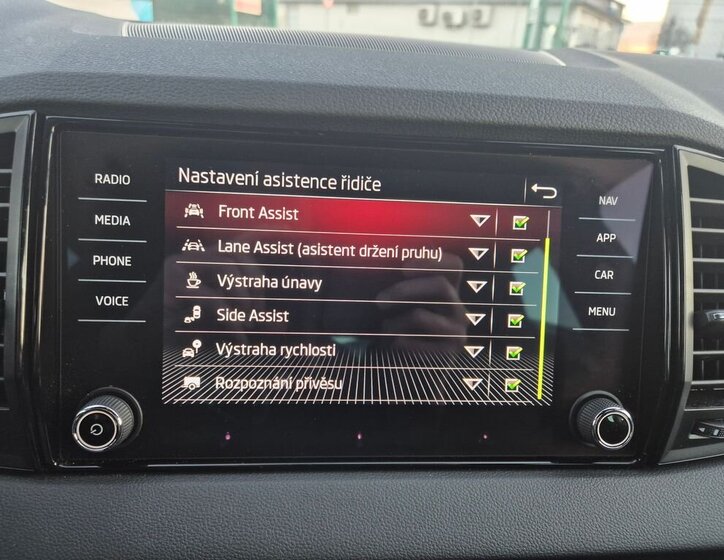 RADIO
MEDIA
PHONE
VOICE
Nastavení asistence řidiče
Front Assist
Lane Assist (asistent držení pruhu)
Výstraha únavy
Side Assist
Výstraha rychlosti
Rozpoznání přívěsu
NAV
APP
CAR
MENU